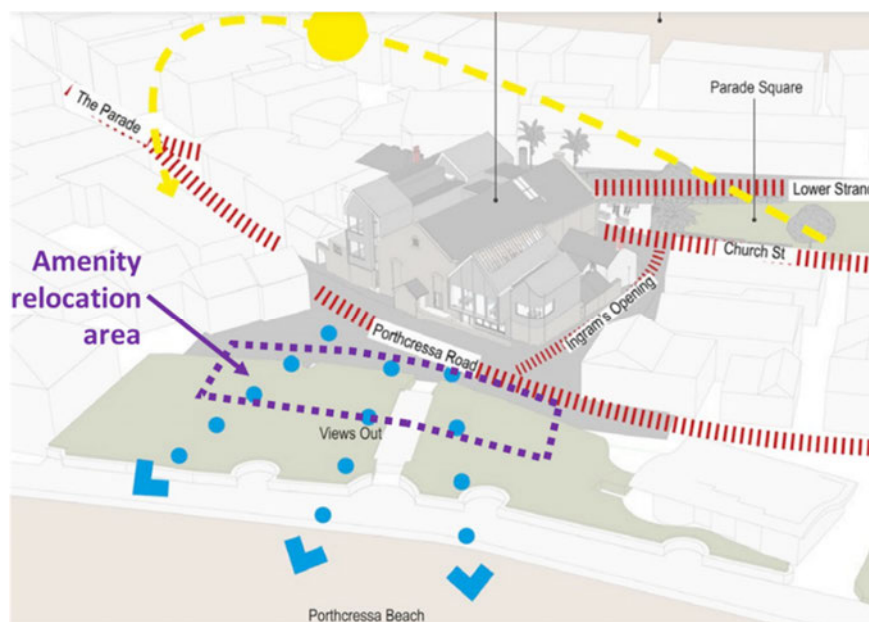 The Parade
Parade Square
Lower Strand
Church St
Amenity
relocation
area
Porthcressa Road
Ingram's Opening
Views Out
Porthcressa Beach